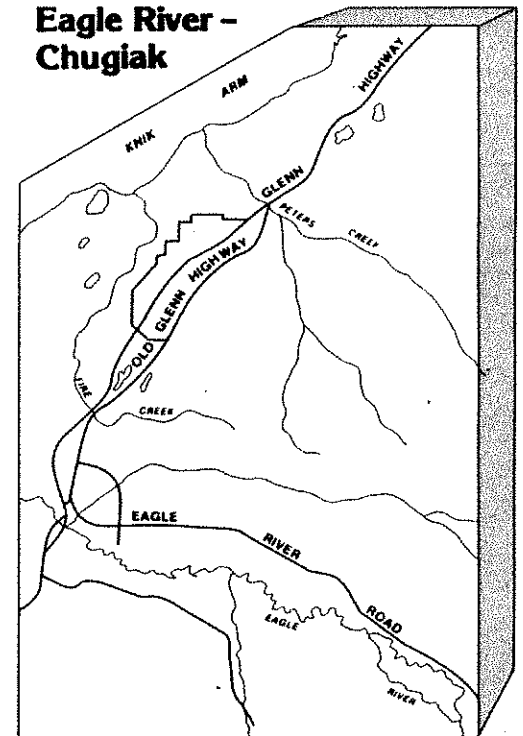 Eagle River –
Chugiak
KNIK ARM
GLENN HIGHWAY
PETERS CREEK
OLD GLENN HIGHWAY
FIRE CREEK
EAGLE RIVER ROAD
EAGLE RIVER